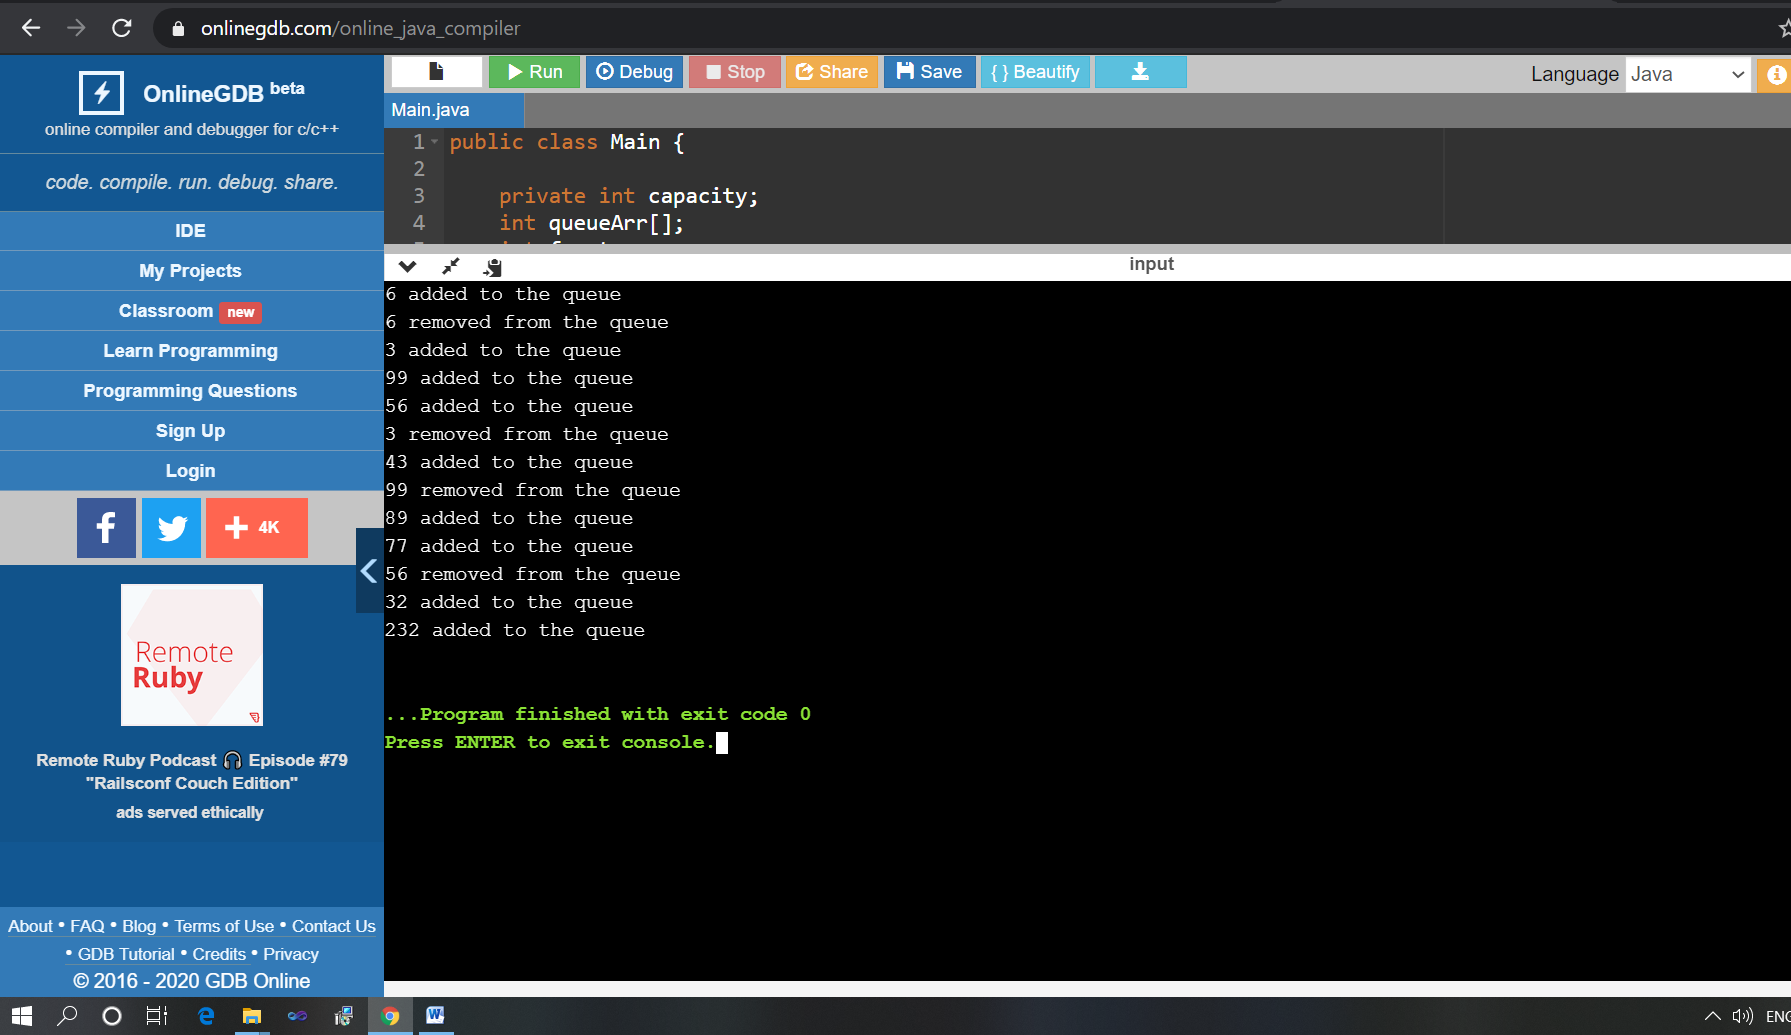 onlinegdb.com/online_java_compiler
OnlineGDB beta
online compiler and debugger for c/c++
code. compile. run. debug. share.
IDE
My Projects
Classroom new
Learn Programming
Programming Questions
Sign Up
Login
f + 4K
Remote
Ruby
Remote Ruby Podcast 🎧 Episode #79
"Railsconf Couch Edition"
ads served ethically
About • FAQ • Blog • Terms of Use • Contact Us
• GDB Tutorial • Credits • Privacy
© 2016 - 2020 GDB Online
Run Debug Stop Share Save { } Beautify Language Java
Main.java
1 public class Main {
2
3 private int capacity;
4 int queueArr[];
input
6 added to the queue
6 removed from the queue
3 added to the queue
99 added to the queue
56 added to the queue
3 removed from the queue
43 added to the queue
99 removed from the queue
89 added to the queue
77 added to the queue
56 removed from the queue
32 added to the queue
232 added to the queue
...Program finished with exit code 0
Press ENTER to exit console.